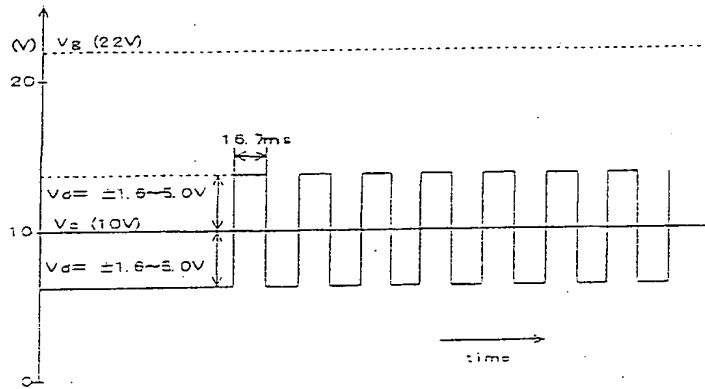 (V)
Vg (22V)
20
16.7ms
Vd= ±1.6~5.0V
Vc (10V)
10
Vd= ±1.6~5.0V
time
0